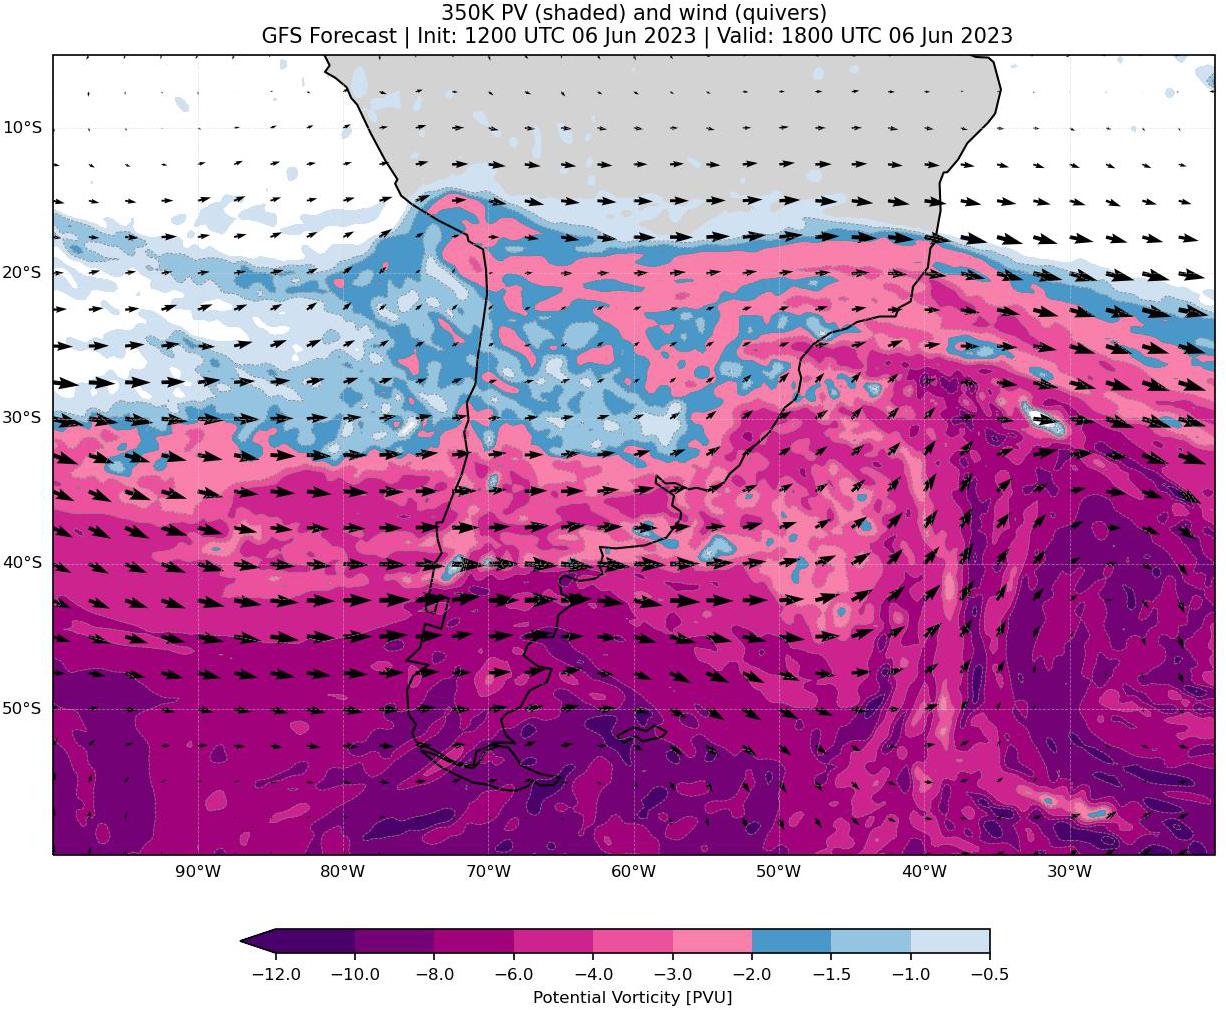 350K PV (shaded) and wind (quivers)
GFS Forecast | Init: 1200 UTC 06 Jun 2023 | Valid: 1800 UTC 06 Jun 2023
10°S
20°S
30°S
40°S
50°S
90°W 80°W 70°W 60°W 50°W 40°W 30°W
−12.0 −10.0 −8.0 −6.0 −4.0 −3.0 −2.0 −1.5 −1.0 −0.5
Potential Vorticity [PVU]